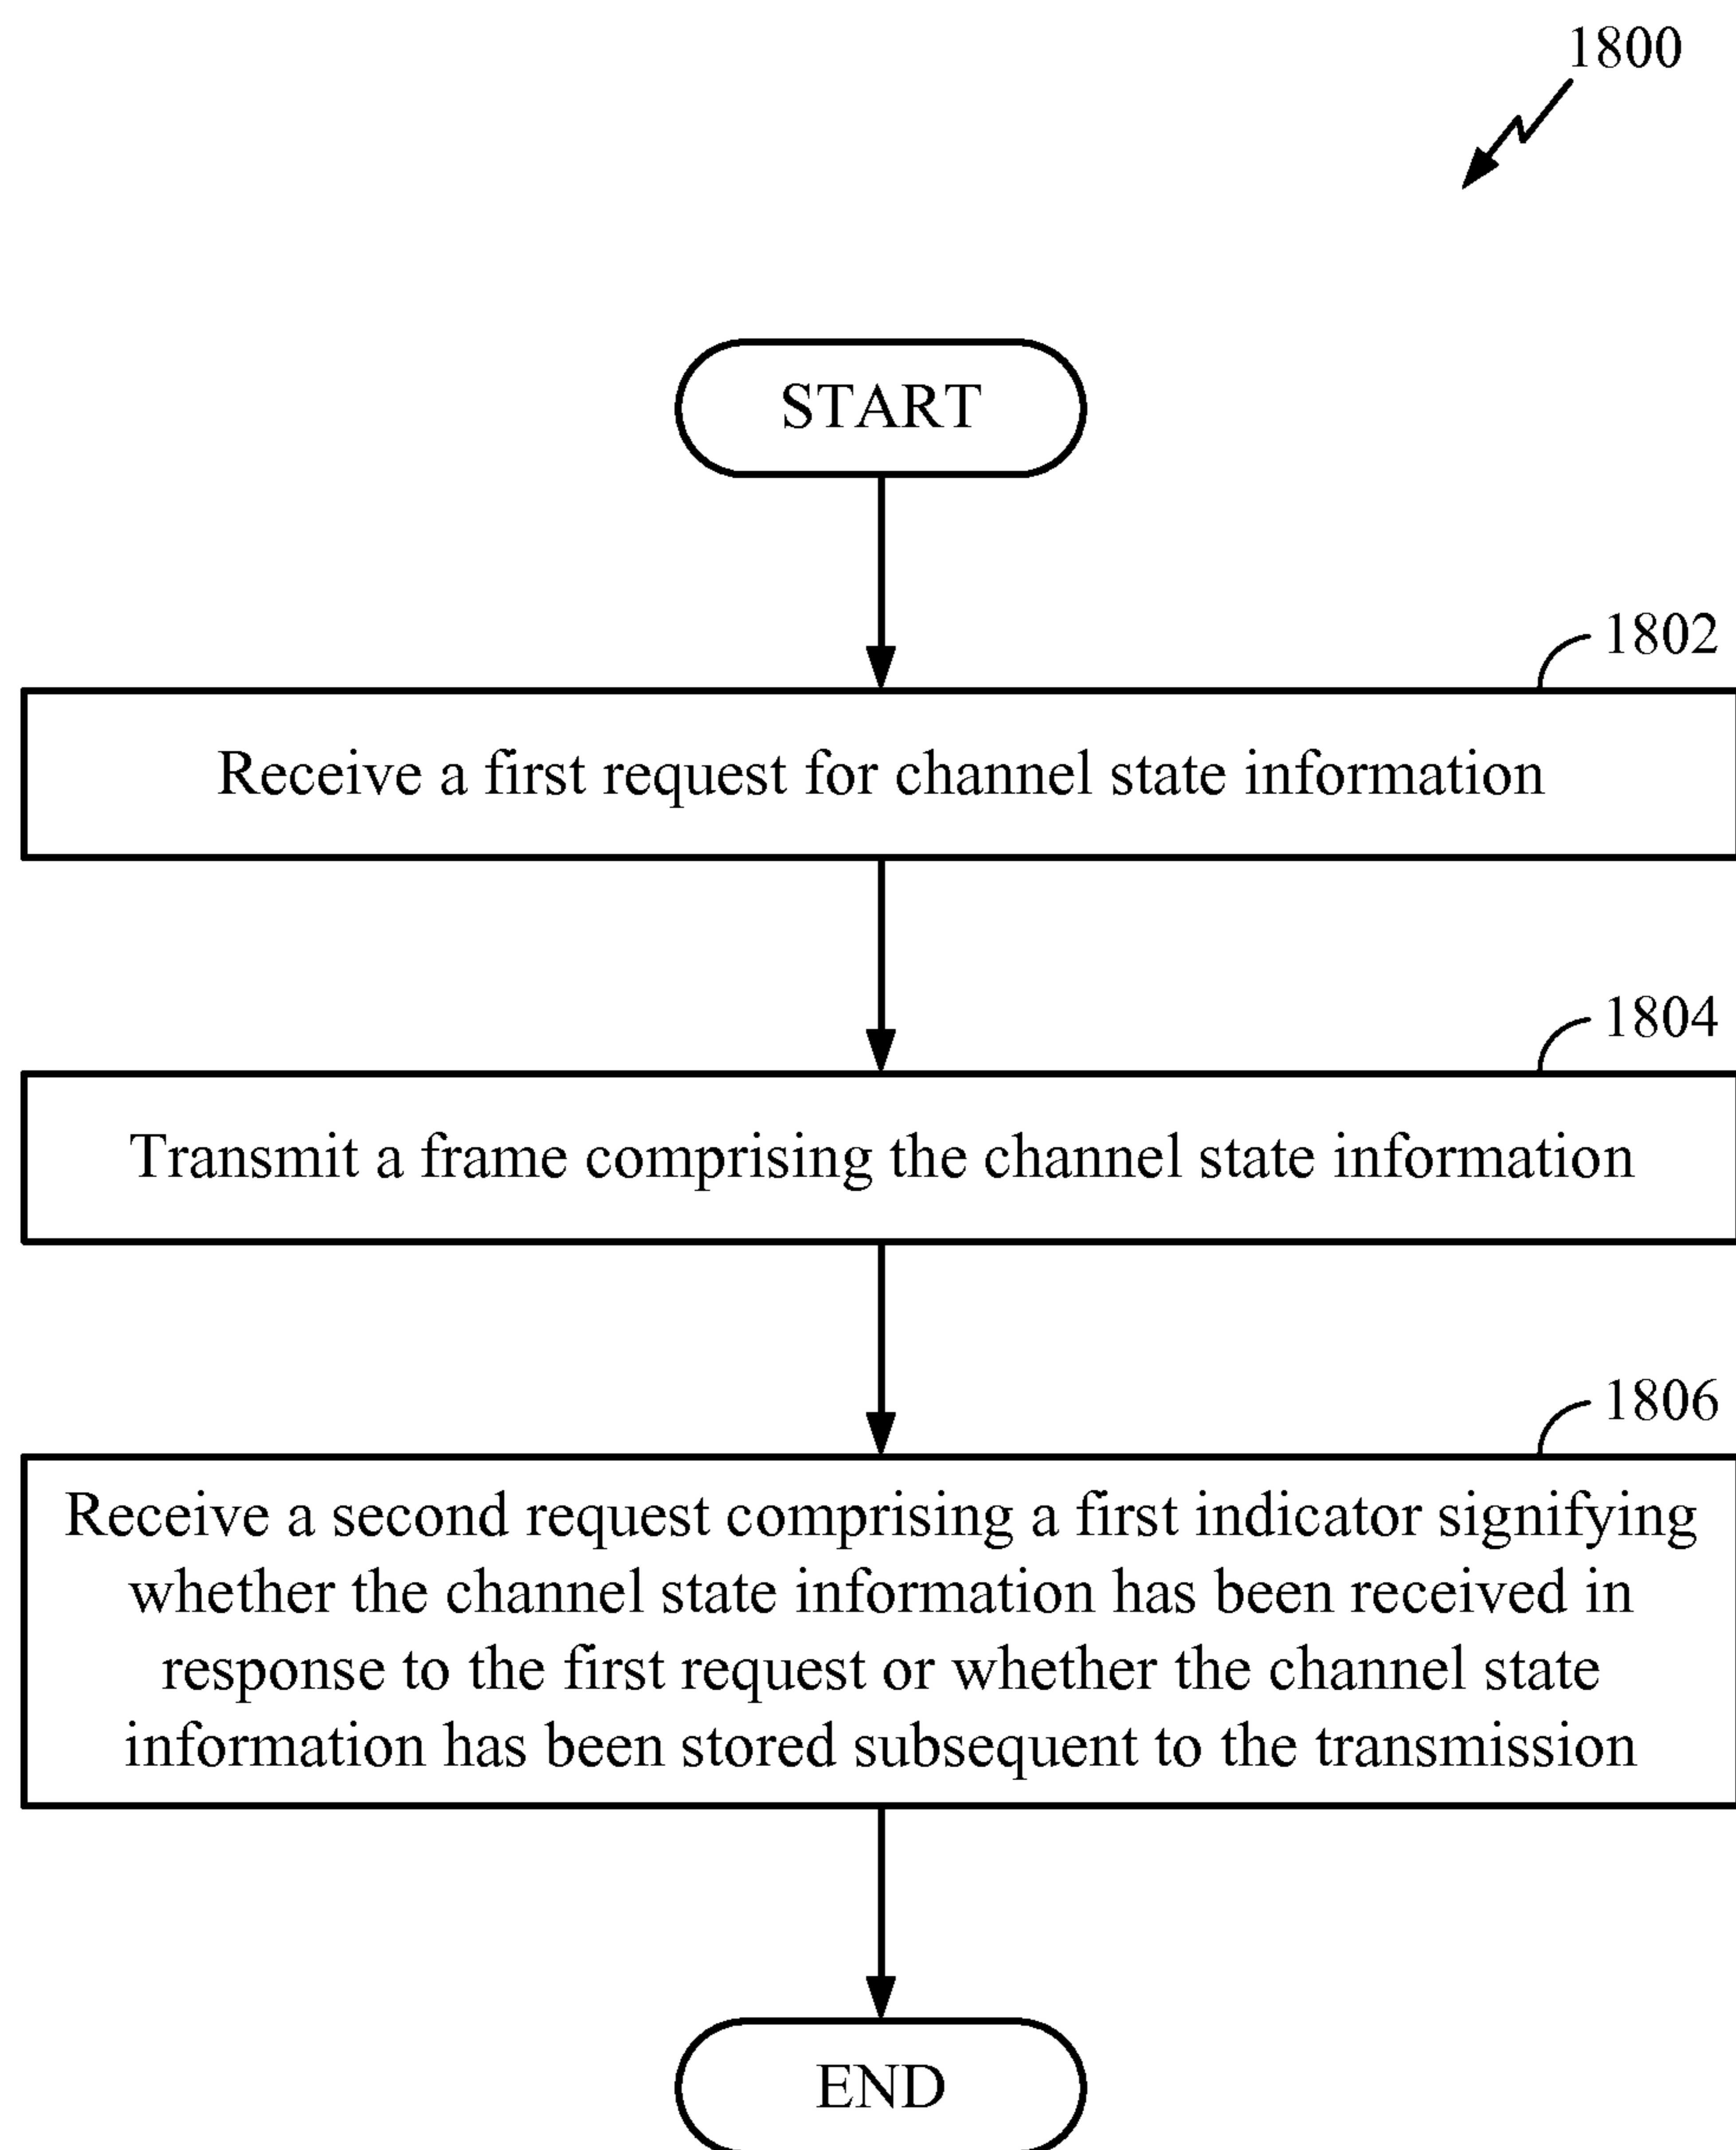 1800
START
1802
Receive a first request for channel state information
1804
Transmit a frame comprising the channel state information
1806
Receive a second request comprising a first indicator signifying
whether the channel state information has been received in
response to the first request or whether the channel state
information has been stored subsequent to the transmission
END